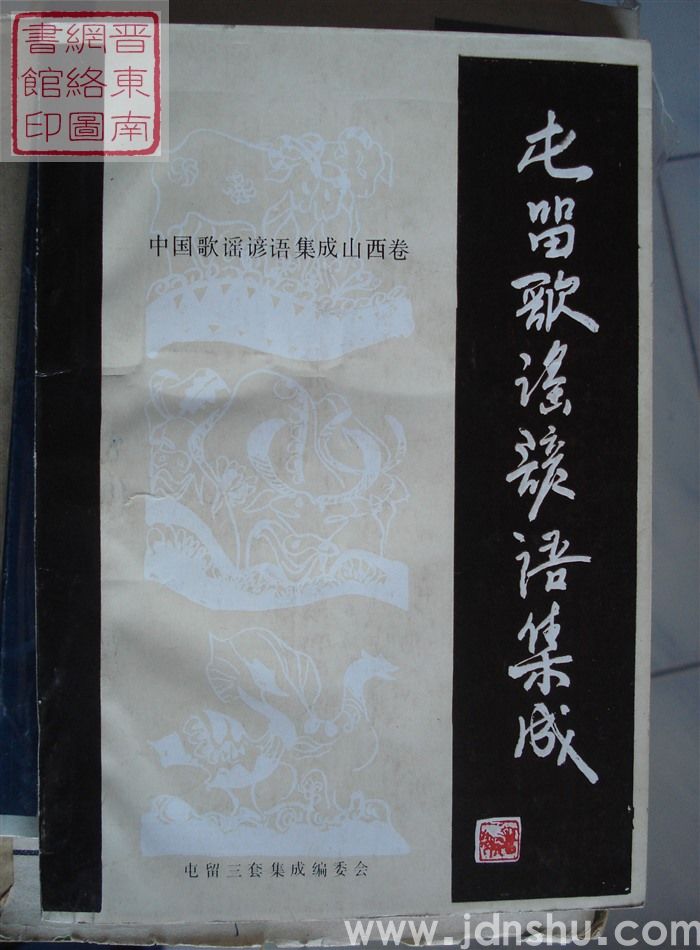 晋東南
網絡圖
書館印
中国歌谣谚语集成山西卷
屯留歌谣谚语集成
屯留三套集成编委会
www.jdnshu.com